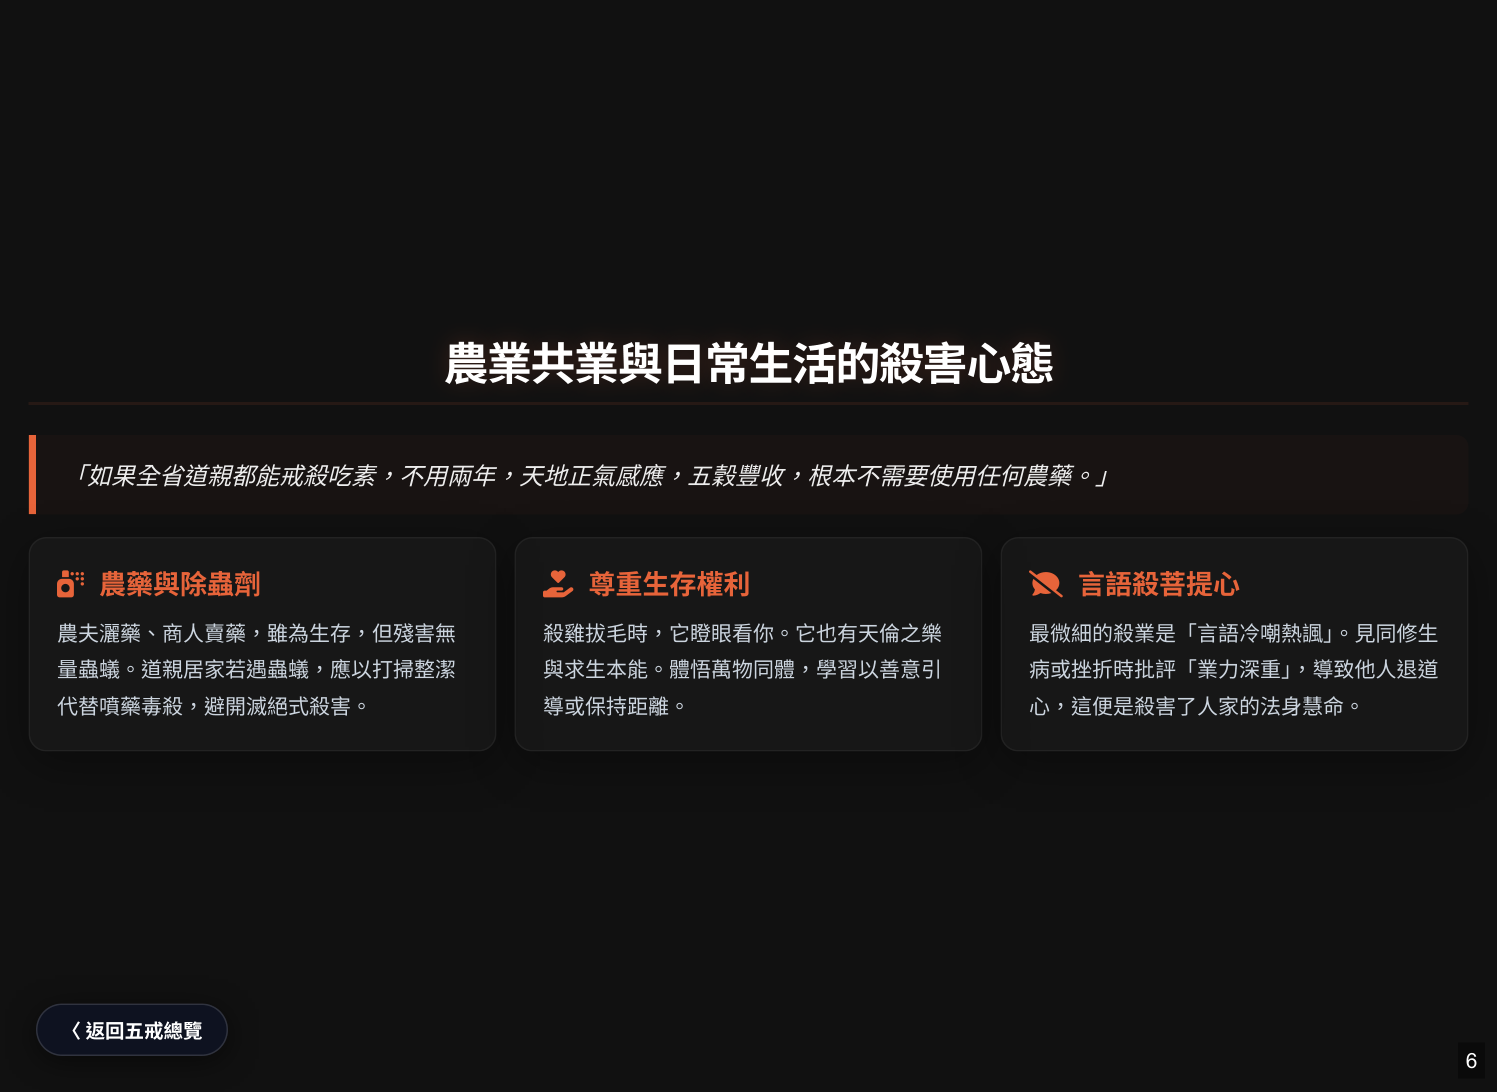 農業共業與日常生活的殺害心態
「如果全省道親都能戒殺吃素，不用兩年，天地正氣感應，五穀豐收，根本不需要使用任何農藥。」
農藥與除蟲劑
農夫灑藥、商人賣藥，雖為生存，但殘害無
量蟲蟻。道親居家若遇蟲蟻，應以打掃整潔
代替噴藥毒殺，避開滅絕式殺害。
尊重生存權利
殺雞拔毛時，它瞪眼看你。它也有天倫之樂
與求生本能。體悟萬物同體，學習以善意引
導或保持距離。
言語殺菩提心
最微細的殺業是「言語冷嘲熱諷」。見同修生
病或挫折時批評「業力深重」，導致他人退道
心，這便是殺害了人家的法身慧命。
〈 返回五戒總覽
6